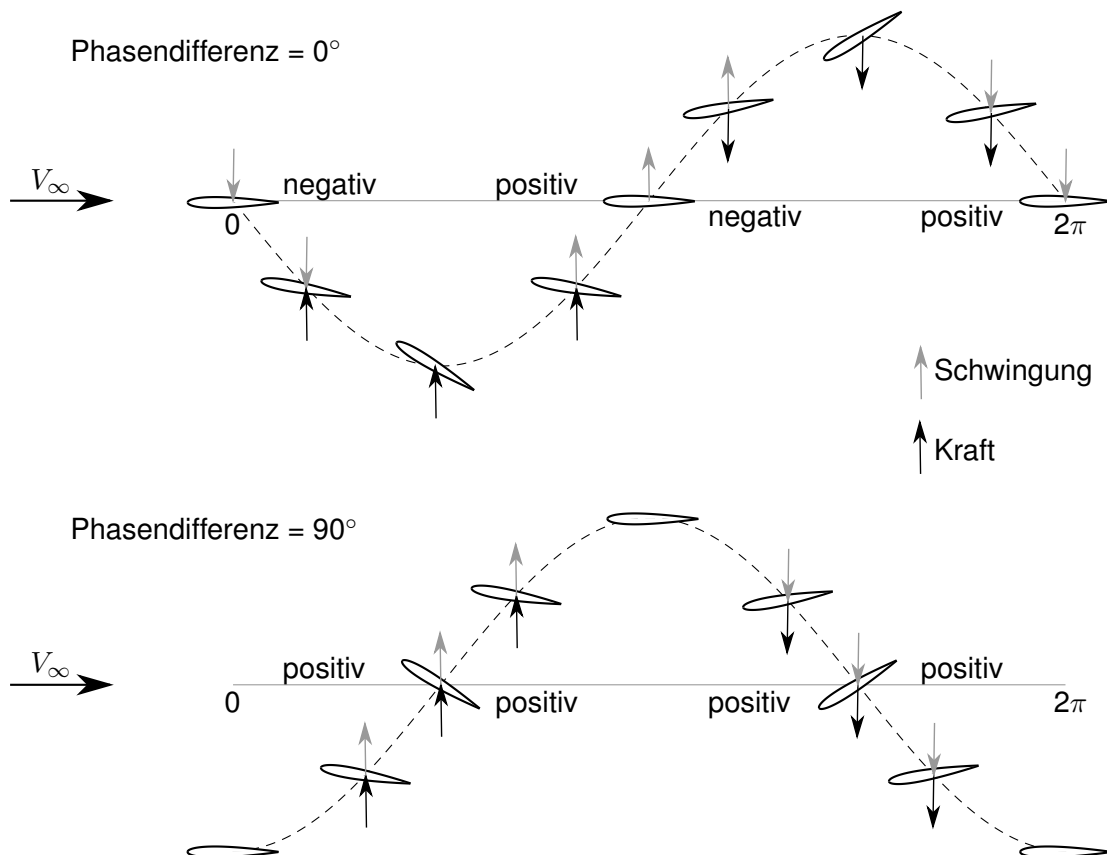 Phasendifferenz = 0°
V∞
negativ
positiv
0
negativ
positiv
2π
Schwingung
Kraft
Phasendifferenz = 90°
V∞
positiv
positiv
0
positiv
positiv
2π